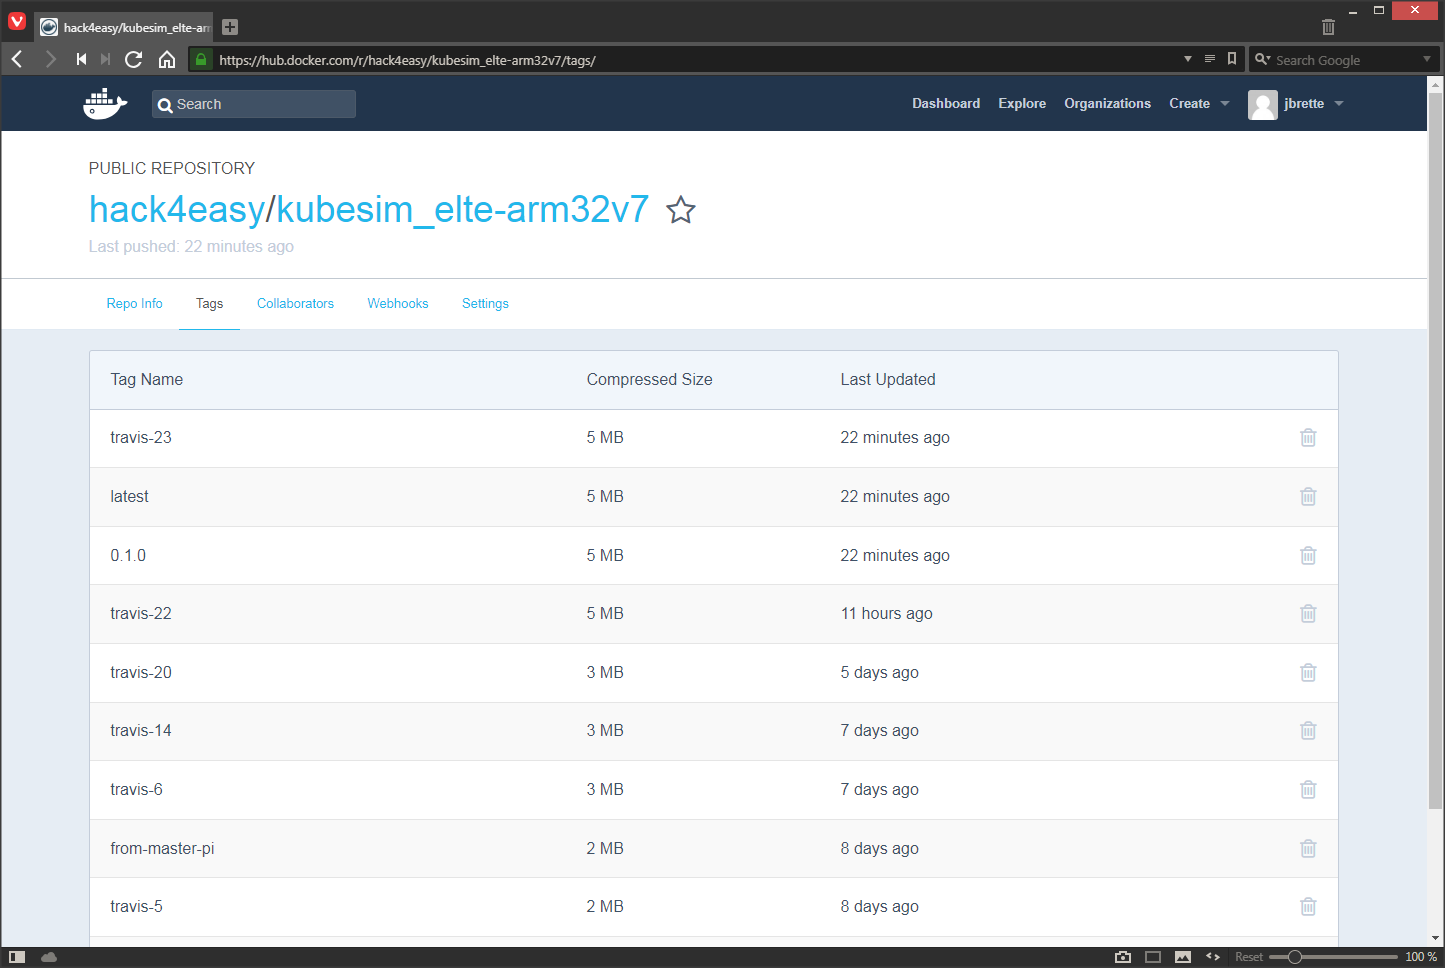 hack4easy/kubesim_elte-arm
https://hub.docker.com/r/hack4easy/kubesim_elte-arm32v7/tags/
Search Google
Search
Dashboard Explore Organizations Create jbrette
PUBLIC REPOSITORY
hack4easy/kubesim_elte-arm32v7
Last pushed: 22 minutes ago
Repo Info Tags Collaborators Webhooks Settings
Tag Name Compressed Size Last Updated
travis-23 5 MB 22 minutes ago
latest 5 MB 22 minutes ago
0.1.0 5 MB 22 minutes ago
travis-22 5 MB 11 hours ago
travis-20 3 MB 5 days ago
travis-14 3 MB 7 days ago
travis-6 3 MB 7 days ago
from-master-pi 2 MB 8 days ago
travis-5 2 MB 8 days ago
Reset 100 %